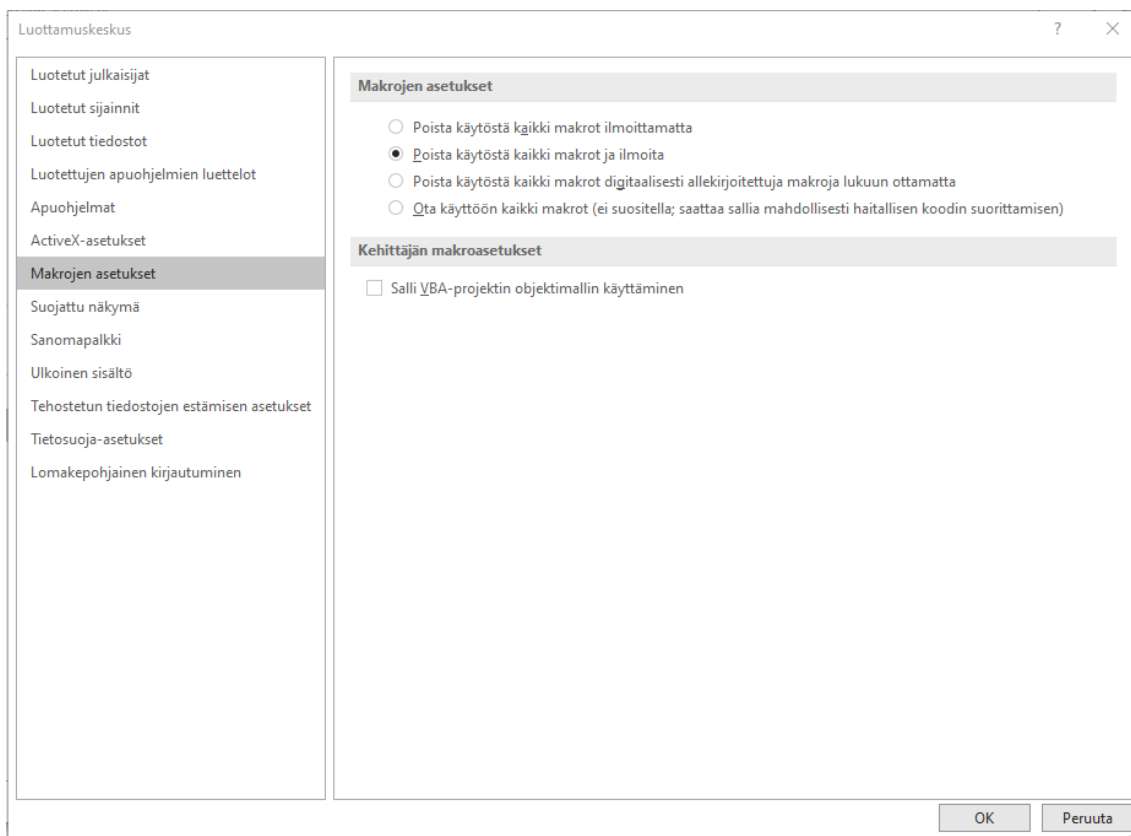 Luottamuskeskus
?
Luotetut julkaisijat
Luotetut sijainnit
Luotetut tiedostot
Luotettujen apuohjelmien luettelot
Apuohjelmat
ActiveX-asetukset
Makrojen asetukset
Suojattu näkymä
Sanomapalkki
Ulkoinen sisältö
Tehostetun tiedostojen estämisen asetukset
Tietosuoja-asetukset
Lomakepohjainen kirjautuminen
Makrojen asetukset
Poista käytöstä kaikki makrot ilmoittamatta
Poista käytöstä kaikki makrot ja ilmoita
Poista käytöstä kaikki makrot digitaalisesti allekirjoitettuja makroja lukuun ottamatta
Ota käyttöön kaikki makrot (ei suositella; saattaa sallia mahdollisesti haitallisen koodin suorittamisen)
Kehittäjän makroasetukset
Salli VBA-projektin objektimallin käyttäminen
OK
Peruuta